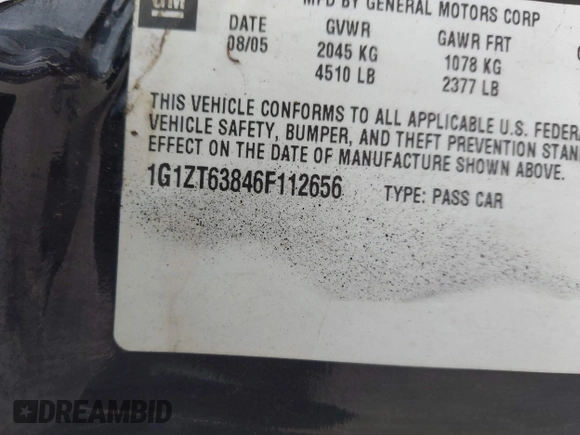 GM
MFD BY GENERAL MOTORS CORP
DATE GVWR GAWR FRT
08/05 2045 KG 1078 KG
4510 LB 2377 LB
THIS VEHICLE CONFORMS TO ALL APPLICABLE U.S. FEDER
VEHICLE SAFETY, BUMPER, AND THEFT PREVENTION STAN
EFFECT ON THE DATE OF MANUFACTURE SHOWN ABOVE.
1G1ZT63846F112656 TYPE: PASS CAR
DREAMBID